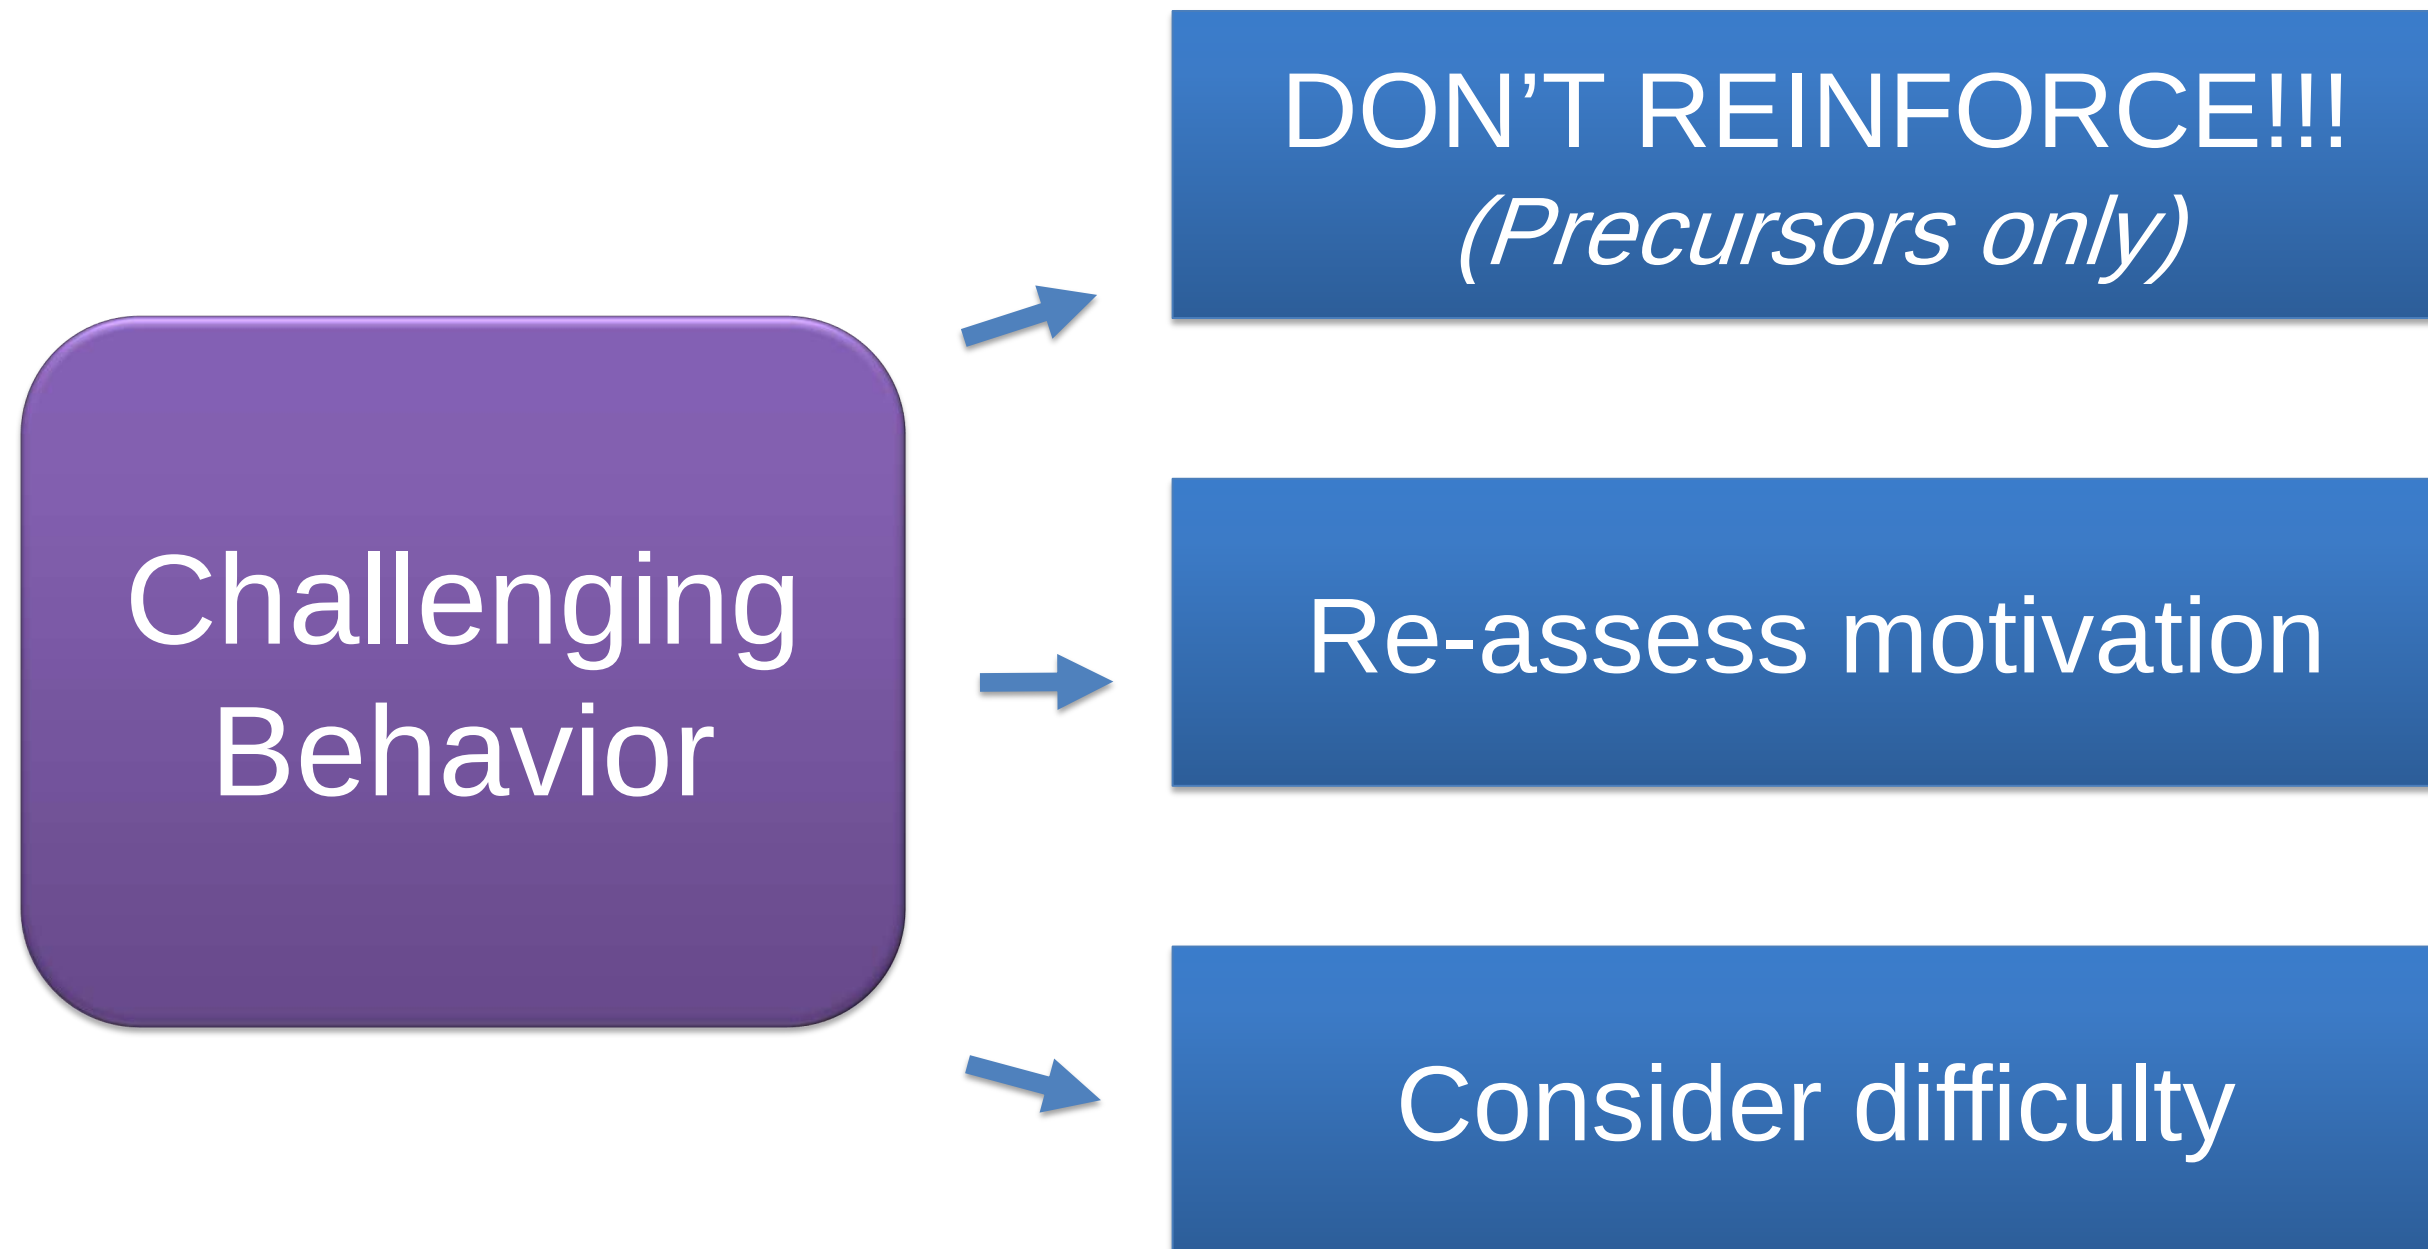 DON’T REINFORCE!!!
(Precursors only)
Challenging
Behavior
Re-assess motivation
Consider difficulty